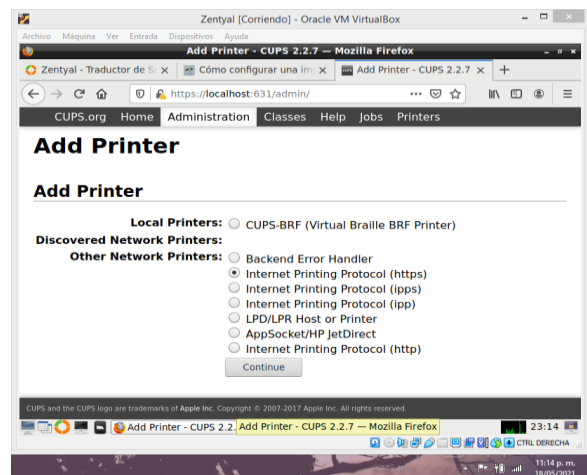 Zentyal [Corriendo] - Oracle VM VirtualBox
Archivo Máquina Ver Entrada Dispositivos Ayuda
Add Printer - CUPS 2.2.7 — Mozilla Firefox
Zentyal - Traductor de S Cómo configurar una im Add Printer - CUPS 2.2.7
https://localhost:631/admin/
CUPS.org Home Administration Classes Help Jobs Printers
Add Printer
Add Printer
Local Printers: CUPS-BRF (Virtual Braille BRF Printer)
Discovered Network Printers:
Other Network Printers: Backend Error Handler
Internet Printing Protocol (https)
Internet Printing Protocol (ipps)
Internet Printing Protocol (ipp)
LPD/LPR Host or Printer
AppSocket/HP JetDirect
Internet Printing Protocol (http)
Continue
CUPS and the CUPS logo are trademarks of Apple Inc. Copyright © 2007-2017 Apple Inc. All rights reserved.
Add Printer - CUPS 2.2. Add Printer - CUPS 2.2.7 — Mozilla Firefox 23:14
CTRL DERECHA
11:14 p. m.
18/05/2021